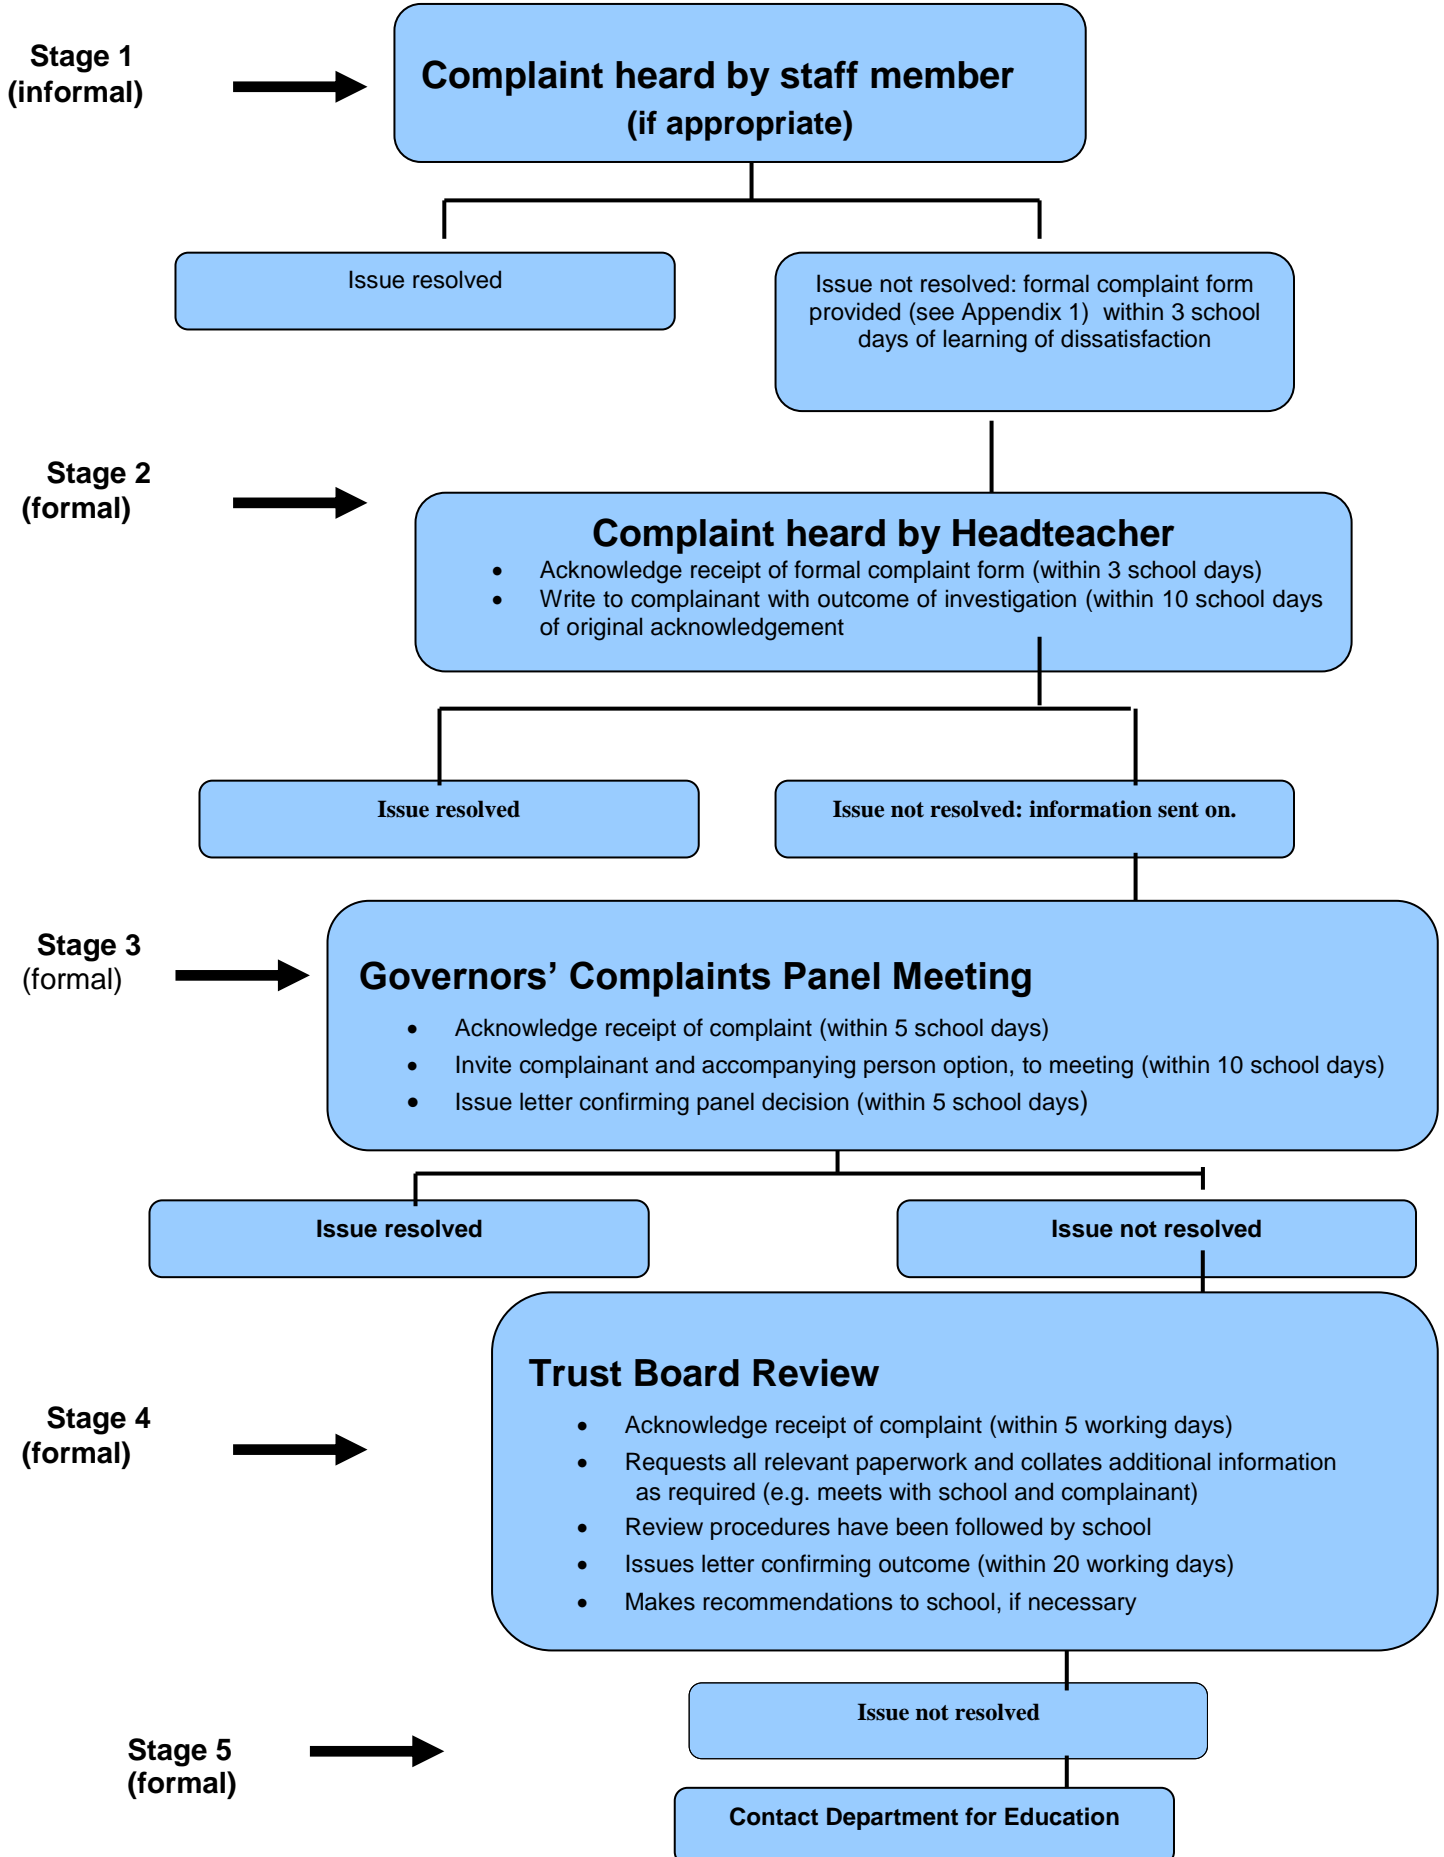 Stage 1
(informal)
Complaint heard by staff member
(if appropriate)
Issue resolved
Issue not resolved: formal complaint form
provided (see Appendix 1)  within 3 school
days of learning of dissatisfaction
Stage 2
(formal)
Complaint heard by Headteacher
• Acknowledge receipt of formal complaint form (within 3 school days)
• Write to complainant with outcome of investigation (within 10 school days
of original acknowledgement
Issue resolved
Issue not resolved: information sent on.
Stage 3
(formal)
Governors’ Complaints Panel Meeting
• Acknowledge receipt of complaint (within 5 school days)
• Invite complainant and accompanying person option, to meeting (within 10 school days)
• Issue letter confirming panel decision (within 5 school days)
Issue resolved
Issue not resolved
Stage 4
(formal)
Trust Board Review
• Acknowledge receipt of complaint (within 5 working days)
• Requests all relevant paperwork and collates additional information
as required (e.g. meets with school and complainant)
• Review procedures have been followed by school
• Issues letter confirming outcome (within 20 working days)
• Makes recommendations to school, if necessary
Issue not resolved
Stage 5
(formal)
Contact Department for Education